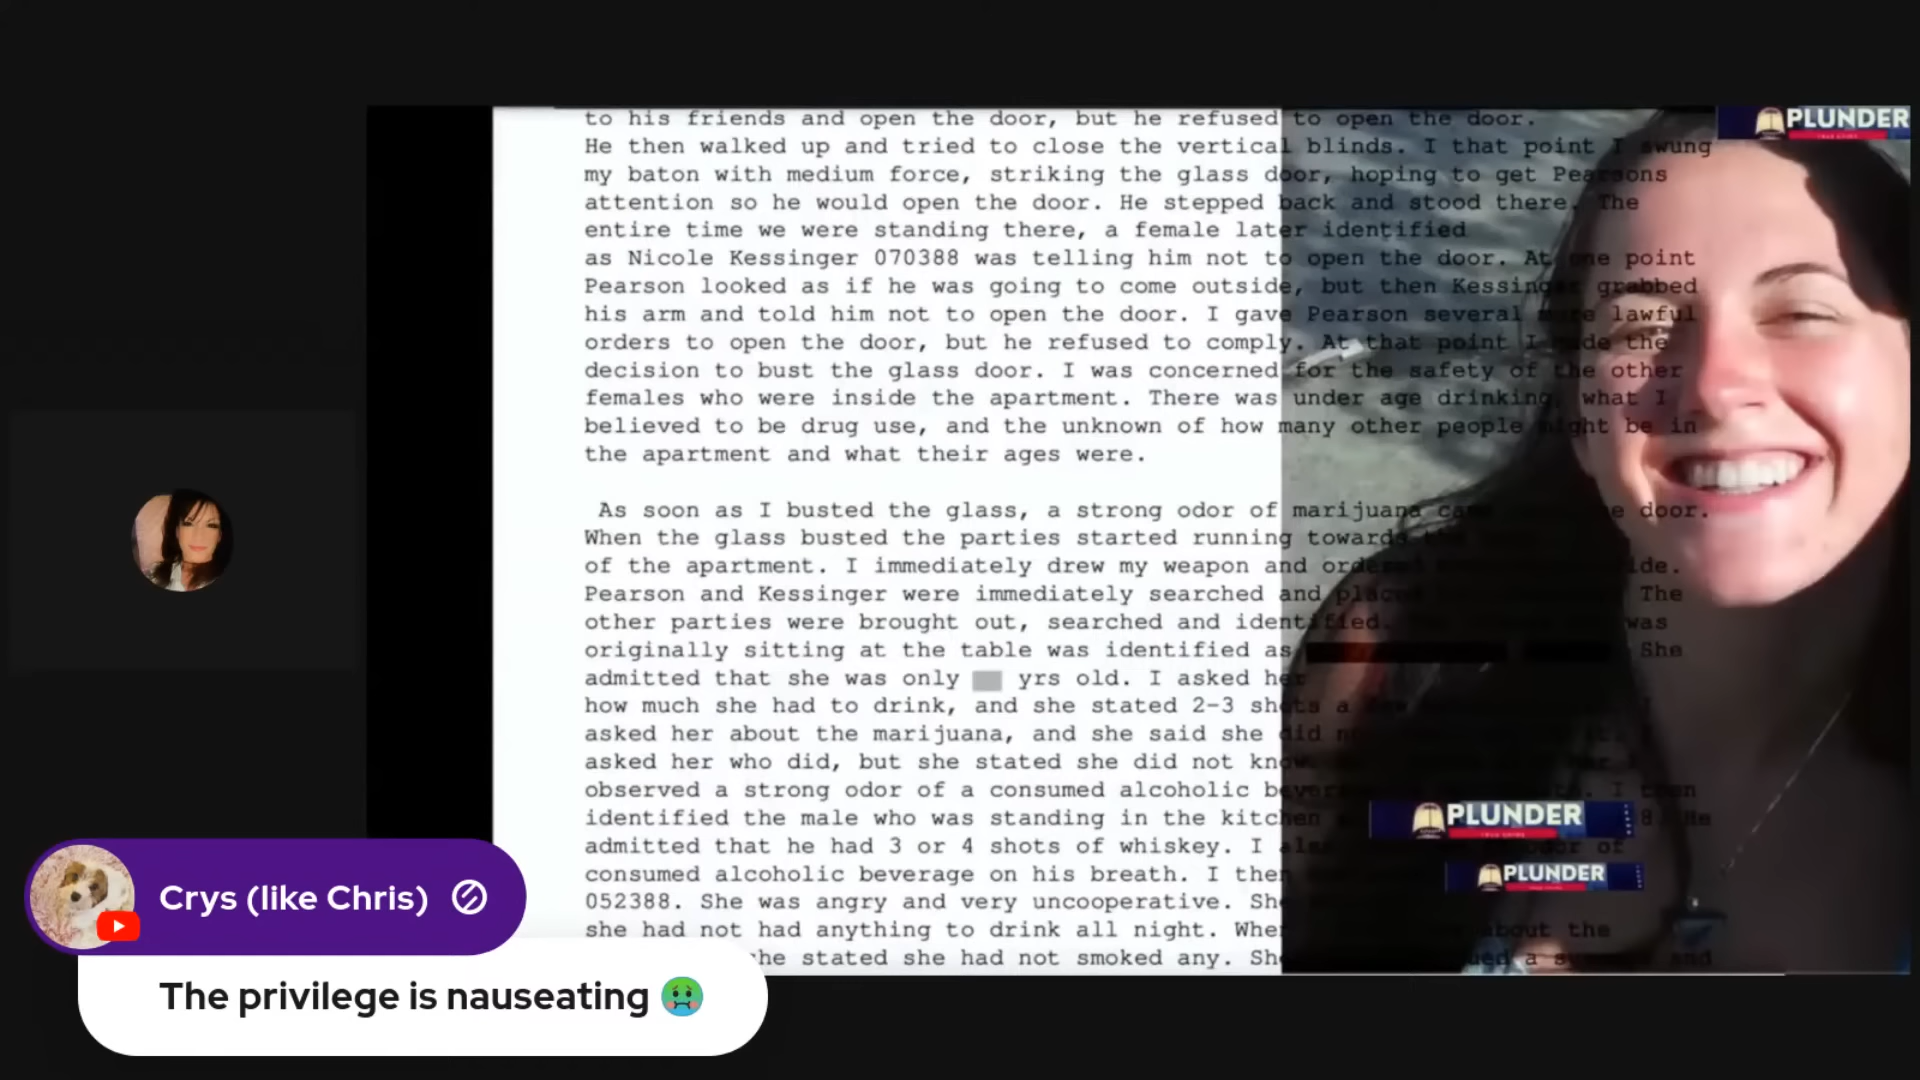 PLUNDER
to his friends and open the door, but he refused to open the door.
He then walked up and tried to close the vertical blinds. I that point I swung
my baton with medium force, striking the glass door, hoping to get Pearsons
attention so he would open the door. He stepped back and stood there. The
entire time we were standing there, a female later identified
as Nicole Kessinger 070388 was telling him not to open the door. At one point
Pearson looked as if he was going to come outside, but then Kessinger grabbed
his arm and told him not to open the door. I gave Pearson several more lawful
orders to open the door, but he refused to comply. At that point I made the
decision to bust the glass door. I was concerned for the safety of the other
females who were inside the apartment. There was under age drinking, what I
believed to be drug use, and the unknown of how many other people might be in
the apartment and what their ages were.
As soon as I busted the glass, a strong odor of marijuana door.
When the glass busted the parties started running towards
of the apartment. I immediately drew my weapon and ordered
Pearson and Kessinger were immediately searched and placed The
other parties were brought out, searched and identified. was
originally sitting at the table was identified as She
admitted that she was only yrs old. I asked her
how much she had to drink, and she stated 2-3 shots a
asked her about the marijuana, and she said she did
asked her who did, but she stated she did not know.
observed a strong odor of a consumed alcoholic I then
identified the male who was standing in the kitchen
PLUNDER
admitted that he had 3 or 4 shots of whiskey. I odor of
consumed alcoholic beverage on his breath. I then
PLUNDER
052388. She was angry and very uncooperative. She
she had not had anything to drink all night. When about the
she stated she had not smoked any. She
Crys (like Chris)
The privilege is nauseating 🤢